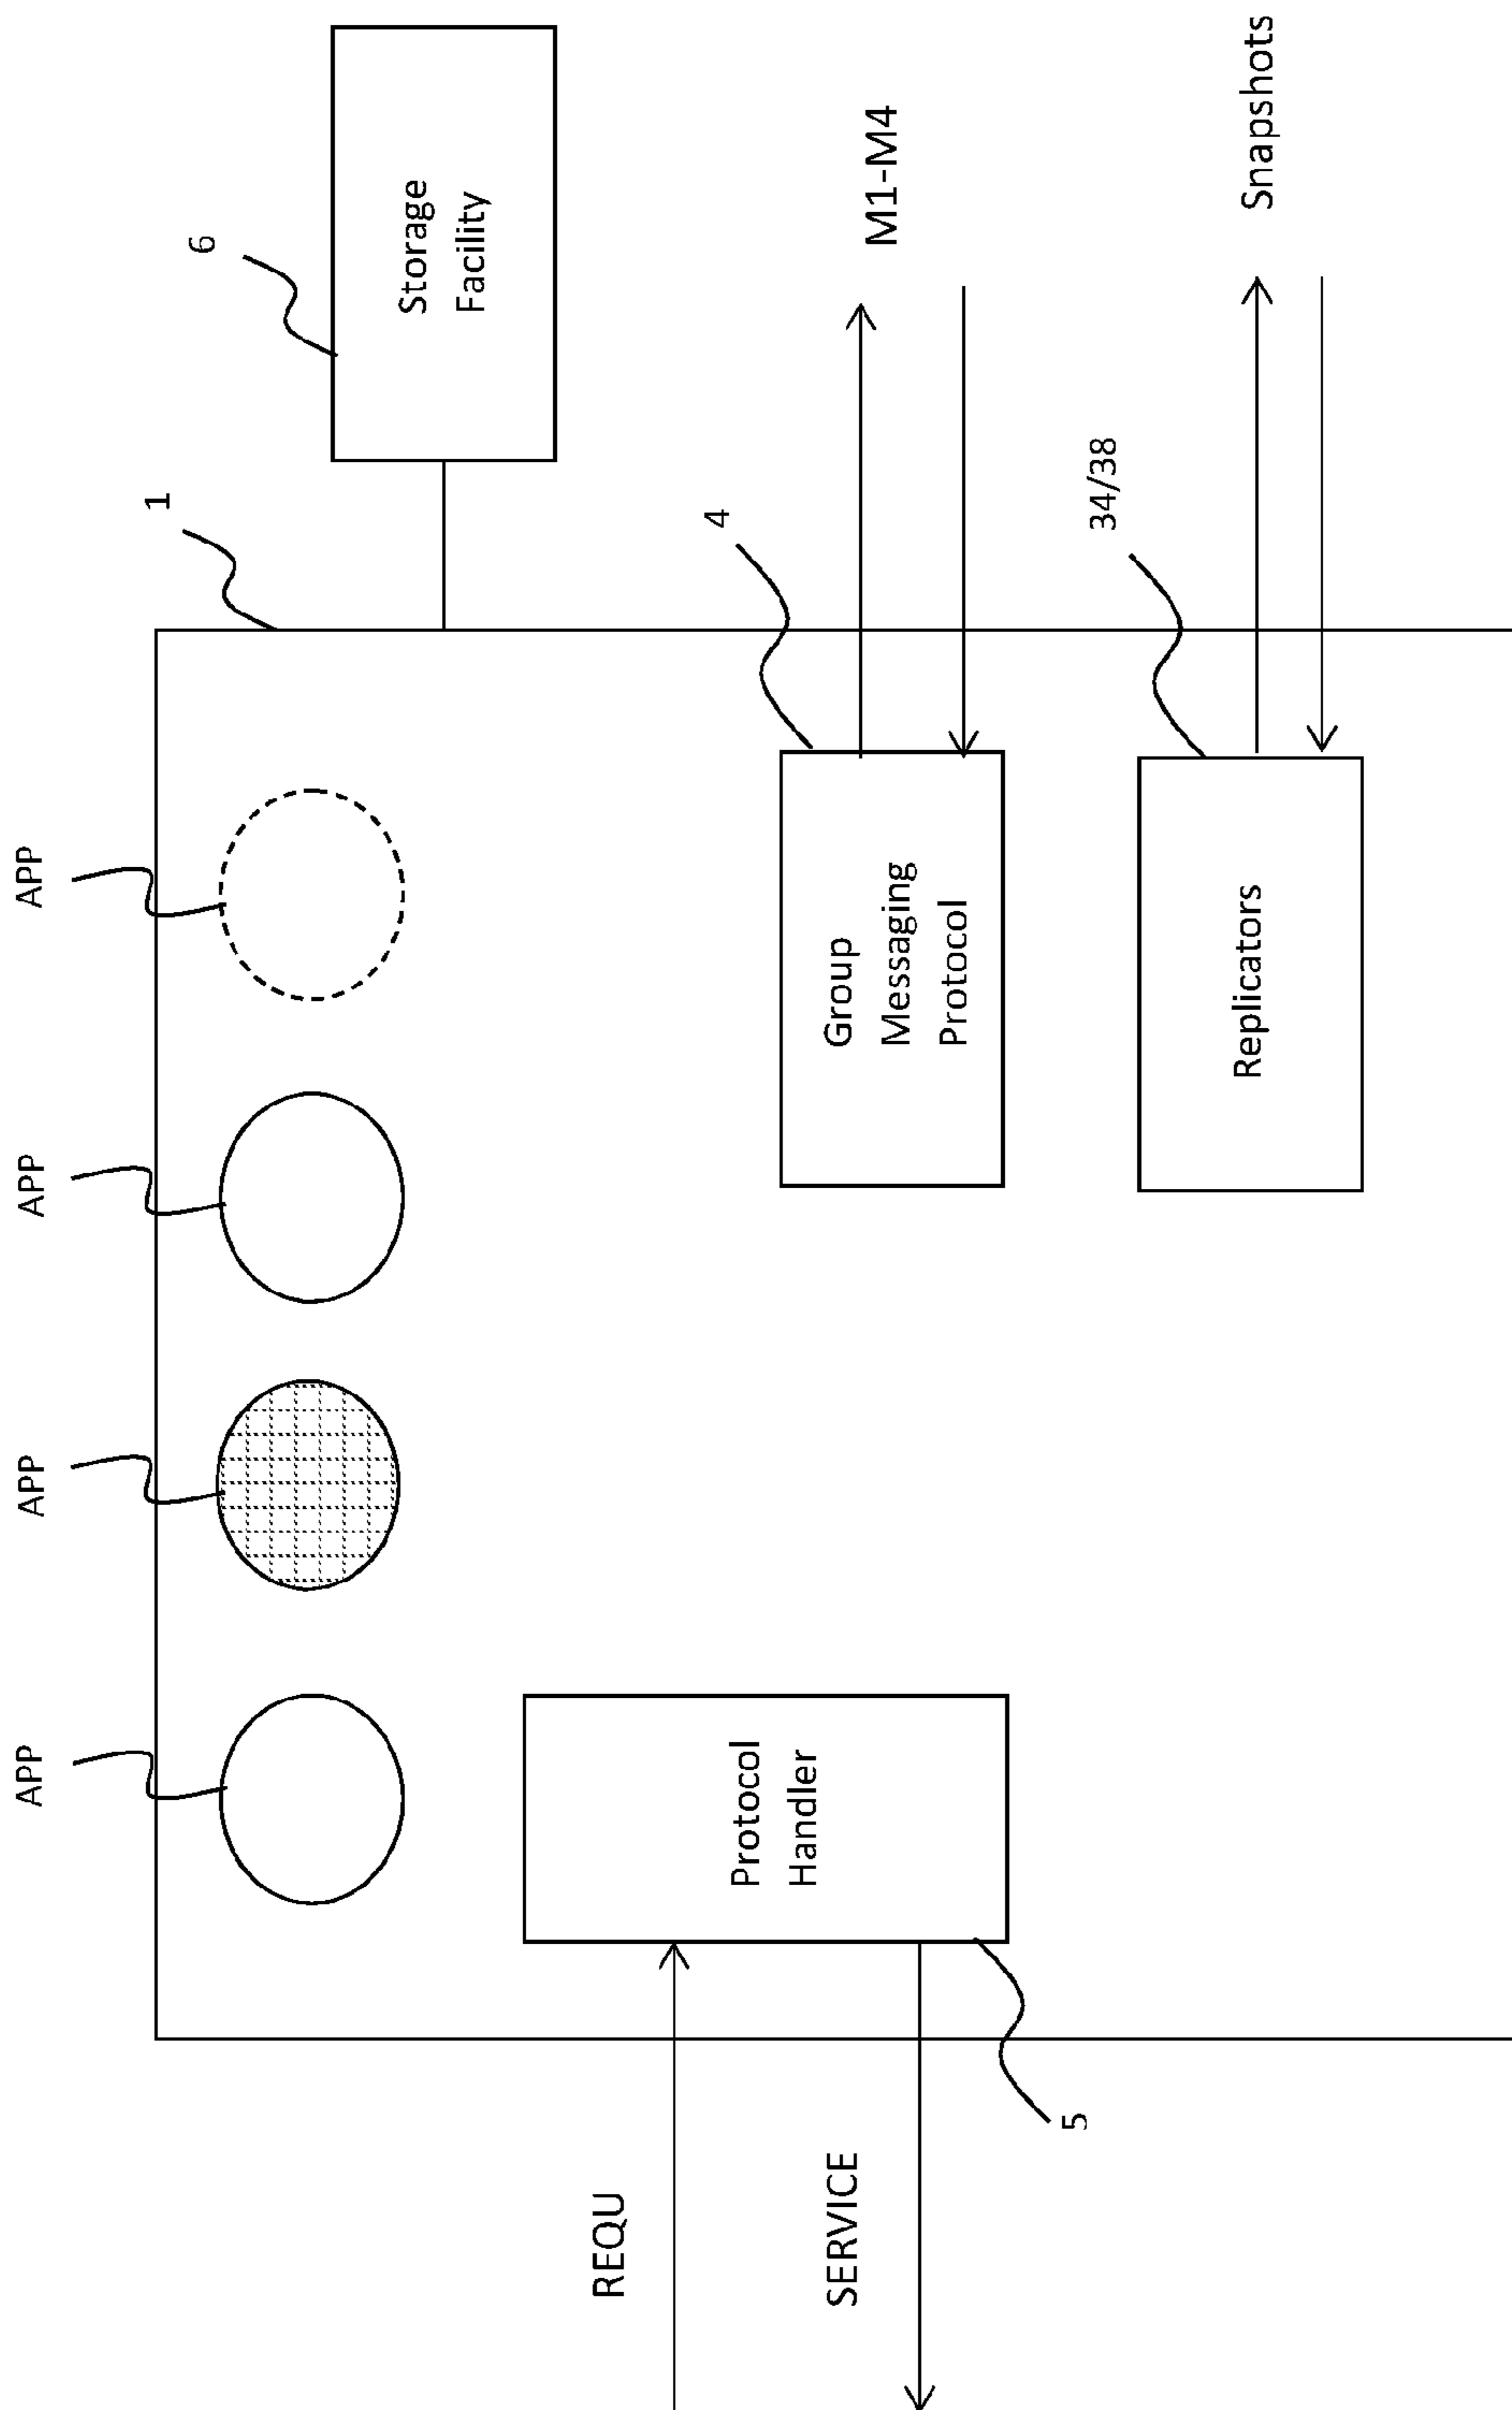 APP
APP
APP
APP
1
6
Storage
Facility
REQU
SERVICE
Protocol
Handler
5
4
Group
Messaging
Protocol
M1-M4
34/38
Replicators
Snapshots